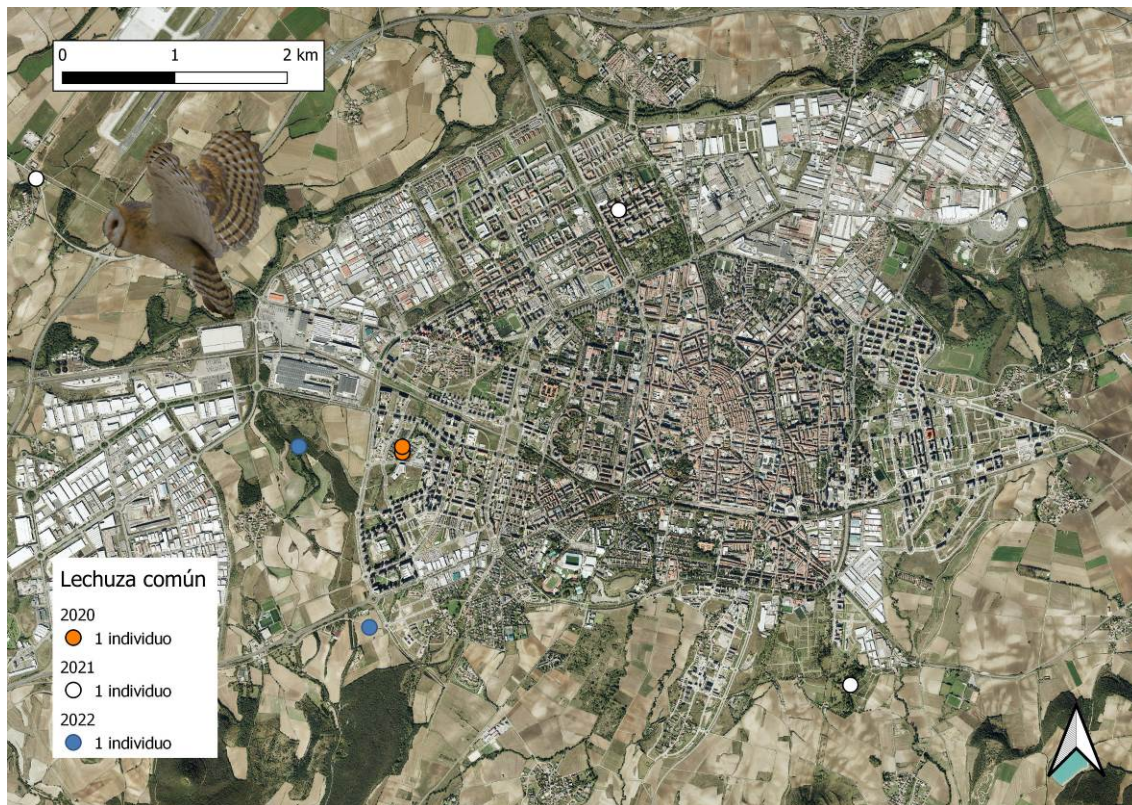 0 1 2 km
Lechuza común
2020
1 individuo
2021
1 individuo
2022
1 individuo